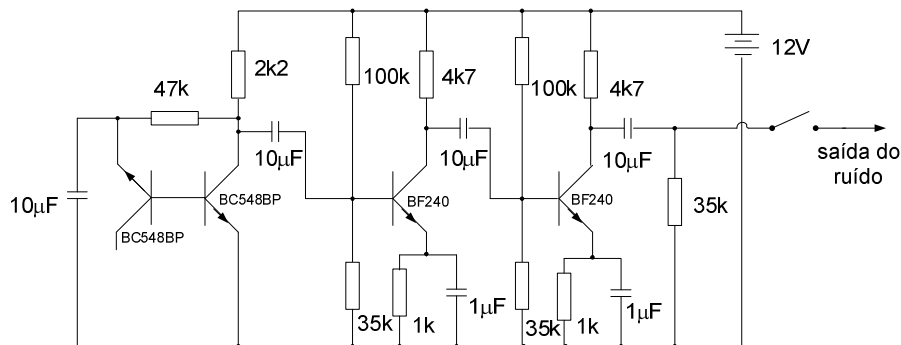 2k2
100k
4k7
100k
4k7
12V
47k
10µF
BC548BP
10µF
BC548BP
10µF
BF240
10µF
BF240
10µF
35k
saída do
ruído
35k
1k
1µF
35k
1k
1µF